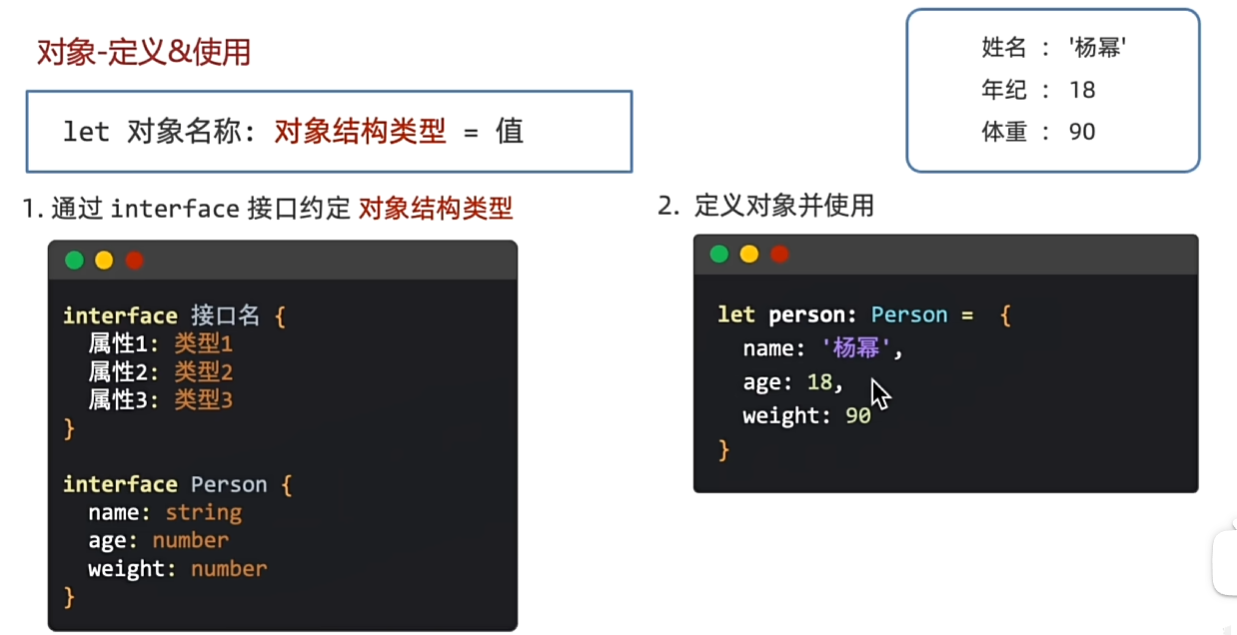 对象-定义&使用
let 对象名称: 对象结构类型 = 值
姓名 : '杨幂'
年纪 : 18
体重 : 90
1. 通过 interface 接口约定 对象结构类型
interface 接口名 {
属性1: 类型1
属性2: 类型2
属性3: 类型3
}
interface Person {
name: string
age: number
weight: number
}
2. 定义对象并使用
let person: Person = {
name: '杨幂',
age: 18,
weight: 90
}